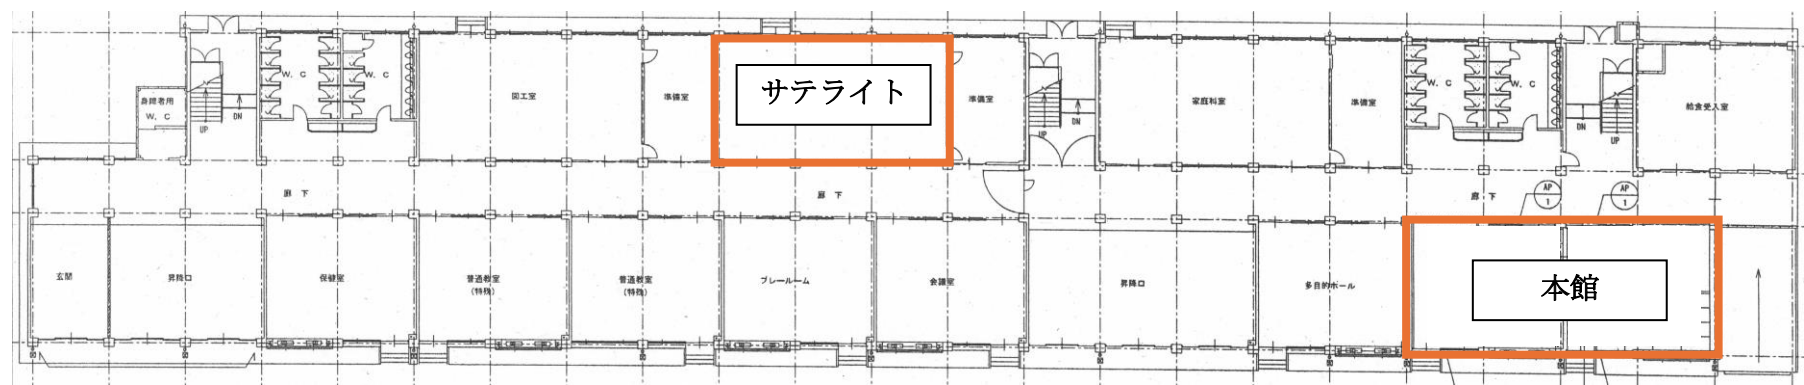 身障者用
W．C
UP
DN
W．C
W．C
図工室
準備室
サテライト
準備室
UP
DN
家庭科室
準備室
W．C
W．C
DN
UP
給食受入室
廊下
廊下
廊下
AP
1
AP
1
玄関
昇降口
保健室
普通教室
(特殊)
普通教室
(特殊)
プレールーム
会議室
昇降口
多目的ホール
本館